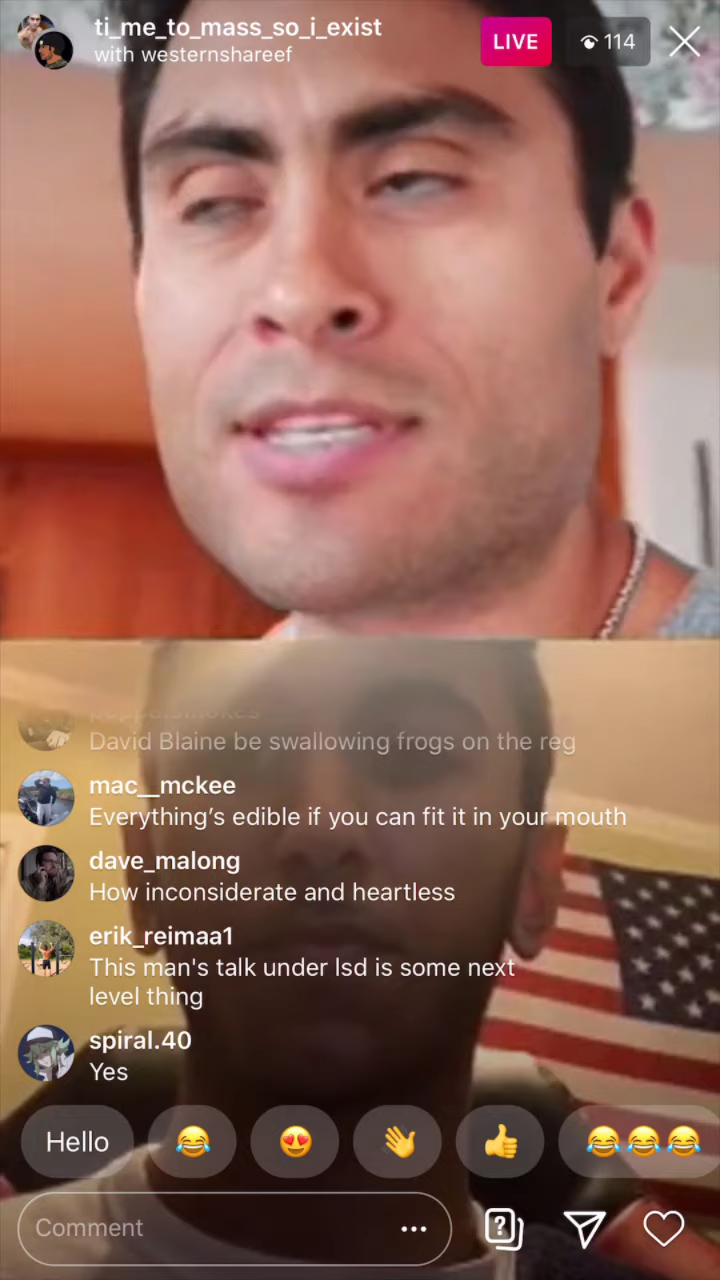 ti_me_to_mass_so_i_exist
with westernshareef
LIVE
114
David Blaine be swallowing frogs on the reg
mac__mckee
Everything's edible if you can fit it in your mouth
dave_malong
How inconsiderate and heartless
erik_reimaa1
This man's talk under lsd is some next
level thing
spiral.40
Yes
Hello
Comment